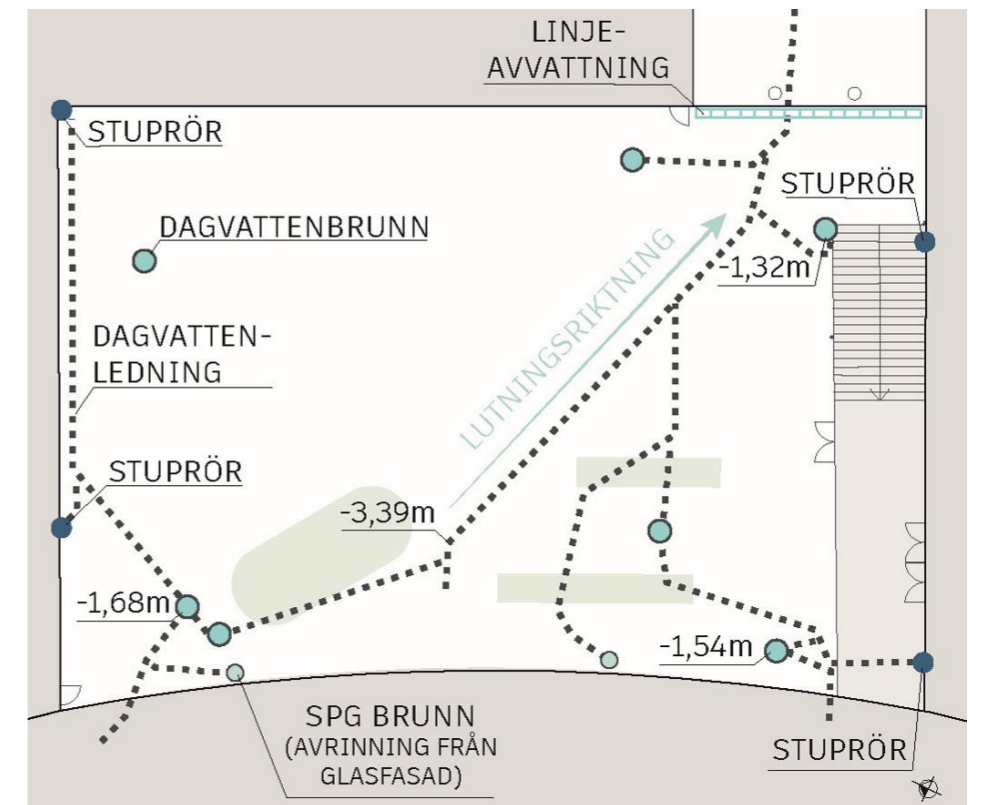 LINJE-
AVVATTNING
STUPRÖR
STUPRÖR
DAGVATTENBRUNN
-1,32m
LUTNINGSRIKTNING
DAGVATTEN-
LEDNING
STUPRÖR
-3,39m
-1,68m
-1,54m
SPG BRUNN
(AVRINNING FRÅN
GLASFASAD)
STUPRÖR